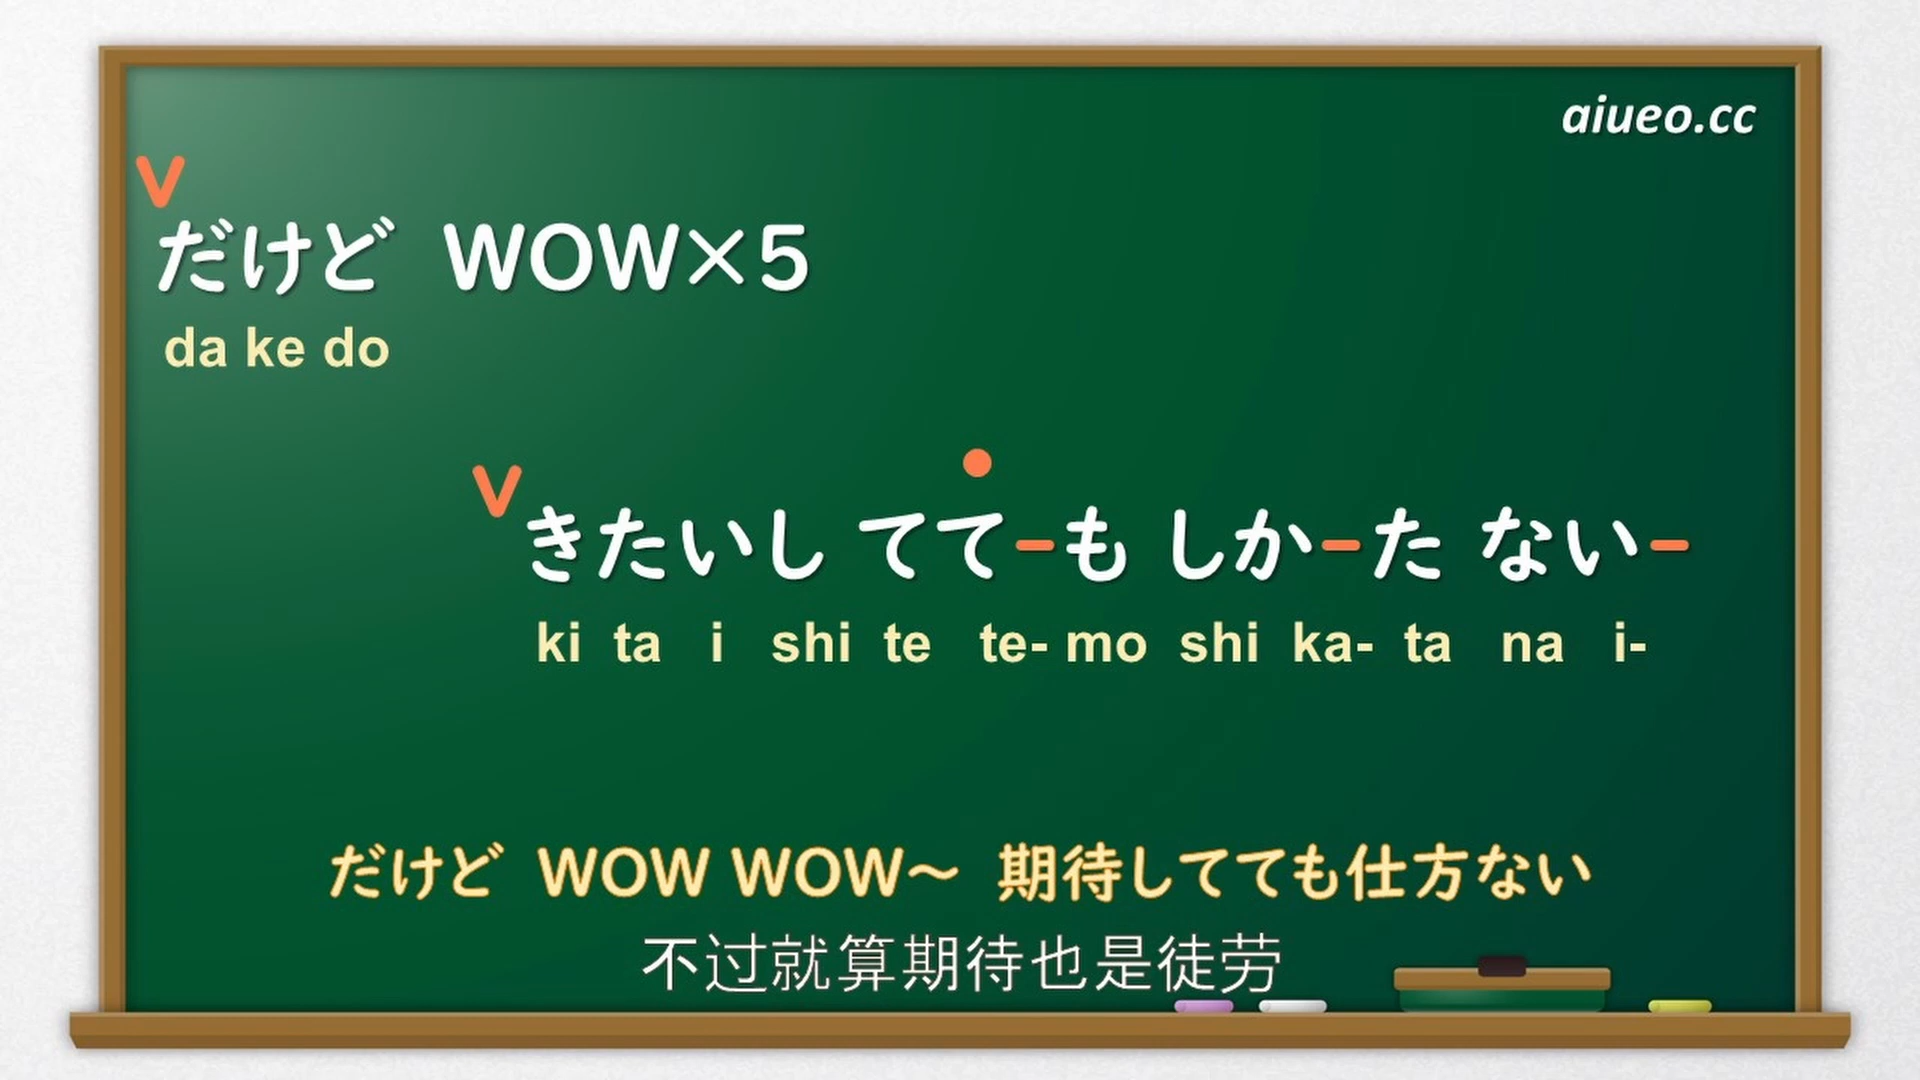 aiueo.cc
V
だけど WOW×5
da ke do
V きたいし てて-も しか-た ない-
ki ta i shi te te- mo shi ka- ta na i-
だけど WOW WOW～ 期待してても仕方ない
不过就算期待也是徒劳